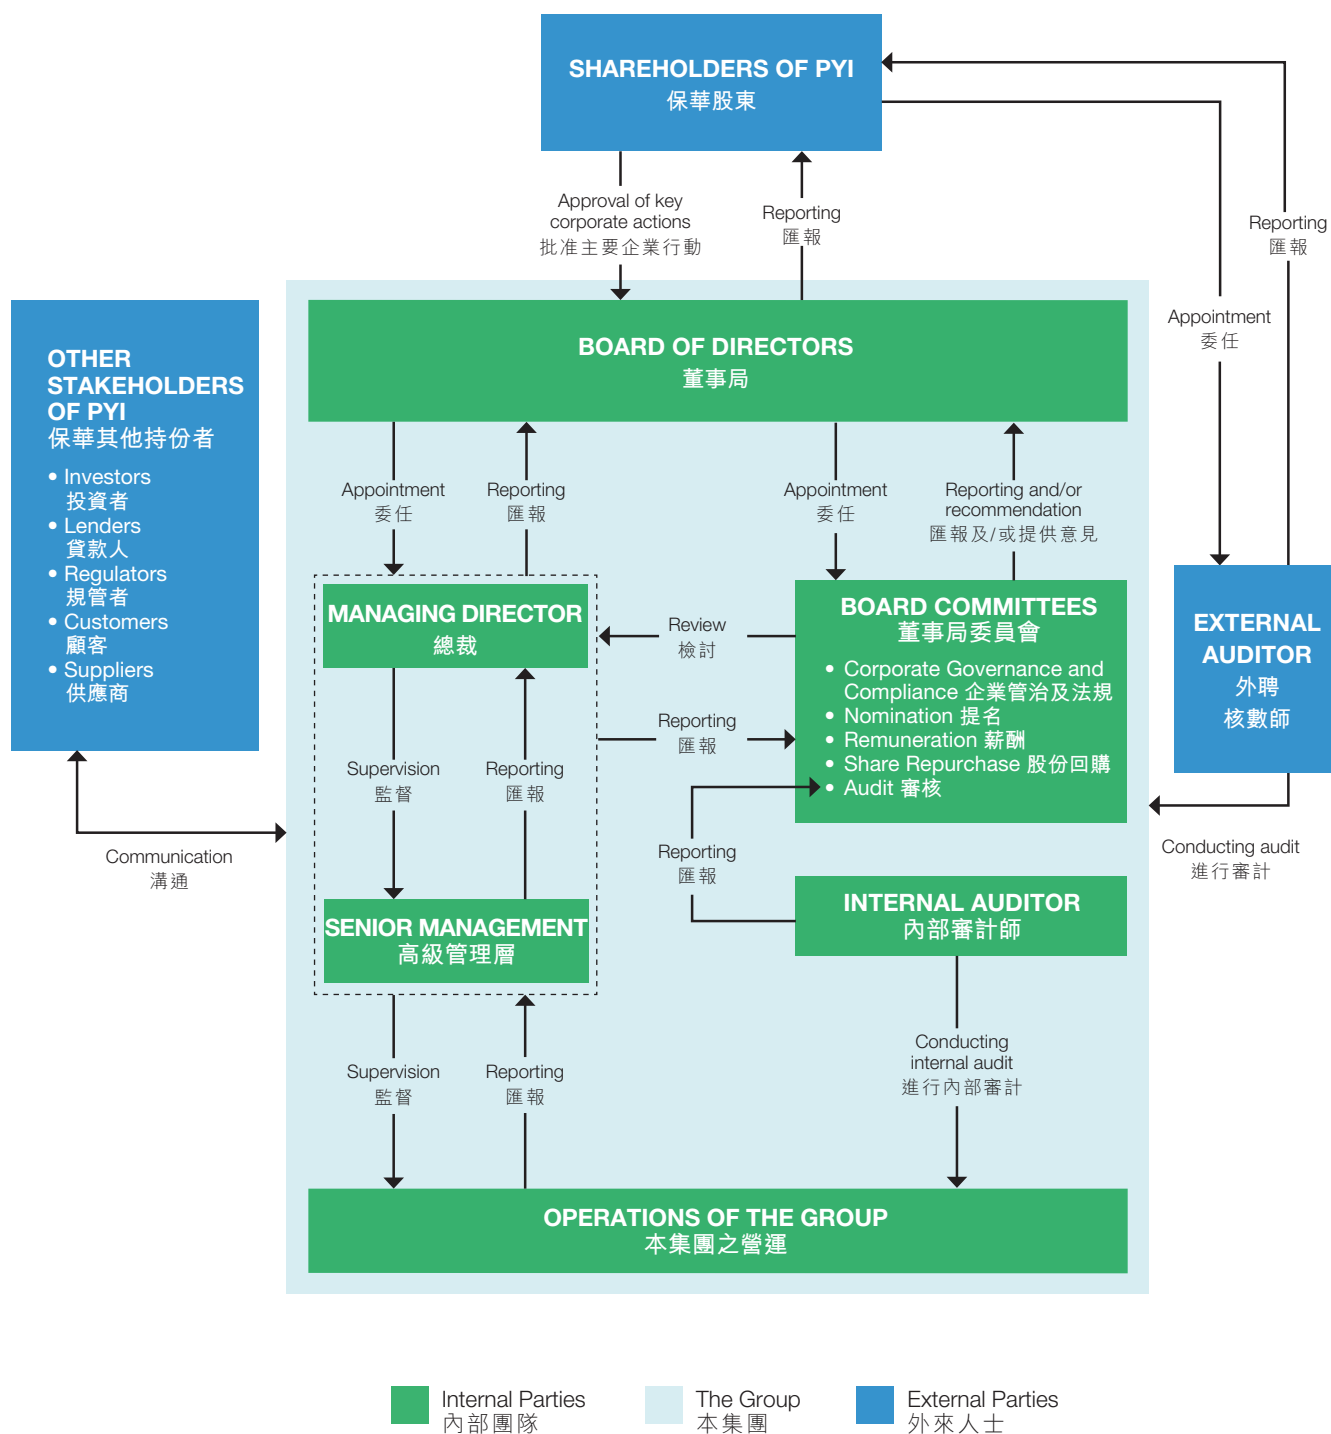 SHAREHOLDERS OF PYI
保華股東
Approval of key
corporate actions
批准主要企業行動
Reporting
匯報
Reporting
匯報
Appointment
委任
OTHER
STAKEHOLDERS
OF PYI
保華其他持份者
• Investors
投資者
• Lenders
貸款人
• Regulators
規管者
• Customers
顧客
• Suppliers
供應商
BOARD OF DIRECTORS
董事局
Appointment
委任
Reporting
匯報
Appointment
委任
Reporting and/or
recommendation
匯報及/或提供意見
MANAGING DIRECTOR
總裁
Review
檢討
BOARD COMMITTEES
董事局委員會
• Corporate Governance and
Compliance 企業管治及法規
• Nomination 提名
• Remuneration 薪酬
• Share Repurchase 股份回購
• Audit 審核
EXTERNAL
AUDITOR
外聘
核數師
Reporting
匯報
Supervision
監督
Reporting
匯報
Communication
溝通
Reporting
匯報
Conducting audit
進行審計
SENIOR MANAGEMENT
高級管理層
INTERNAL AUDITOR
內部審計師
Supervision
監督
Reporting
匯報
Conducting
internal audit
進行內部審計
OPERATIONS OF THE GROUP
本集團之營運
Internal Parties
內部團隊
The Group
本集團
External Parties
外來人士